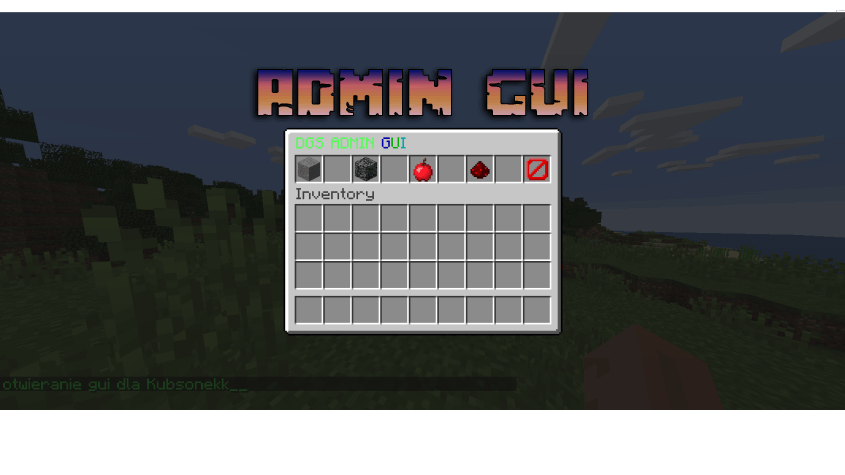 ADMIN GUI
DGS ADMIN GUI
Inventory
otwieranie gui dla Kubsonekk__